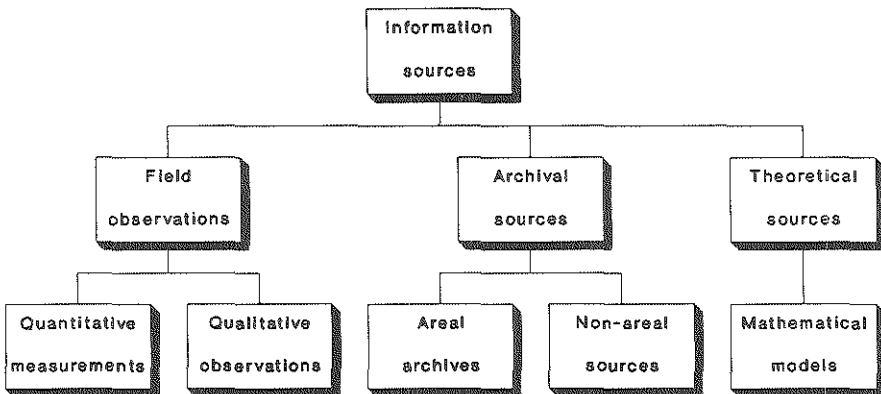 Information
sources
Field
observations
Archival
sources
Theoretical
sources
Quantitative
measurements
Qualitative
observations
Areal
archives
Non-areal
sources
Mathematical
models